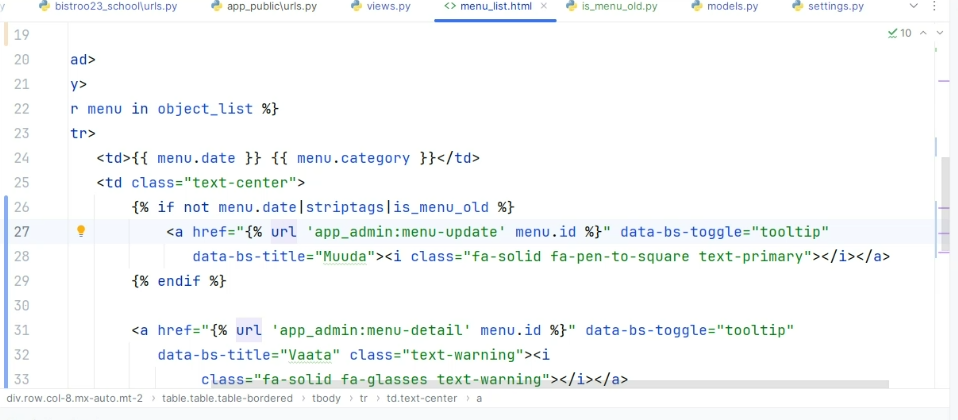 bistroo23_school\urls.py app_public\urls.py views.py <> menu_list.html × is_menu_old.py models.py settings.py
19 10
20 ad>
21 y>
22 r menu in object_list %}
23 tr>
24 <td>{{ menu.date }} {{ menu.category }}</td>
25 <td class="text-center">
26 {% if not menu.date|striptags|is_menu_old %}
27 <a href="{% url 'app_admin:menu-update' menu.id %}" data-bs-toggle="tooltip"
28 data-bs-title="Muuda"><i class="fa-solid fa-pen-to-square text-primary"></i></a>
29 {% endif %}
30
31 <a href="{% url 'app_admin:menu-detail' menu.id %}" data-bs-toggle="tooltip"
32 data-bs-title="Vaata" class="text-warning"><i
33 class="fa-solid fa-glasses text-warning"></i></a>
div.row.col-8.mx-auto.mt-2 > table.table.table-bordered > tbody > tr > td.text-center > a